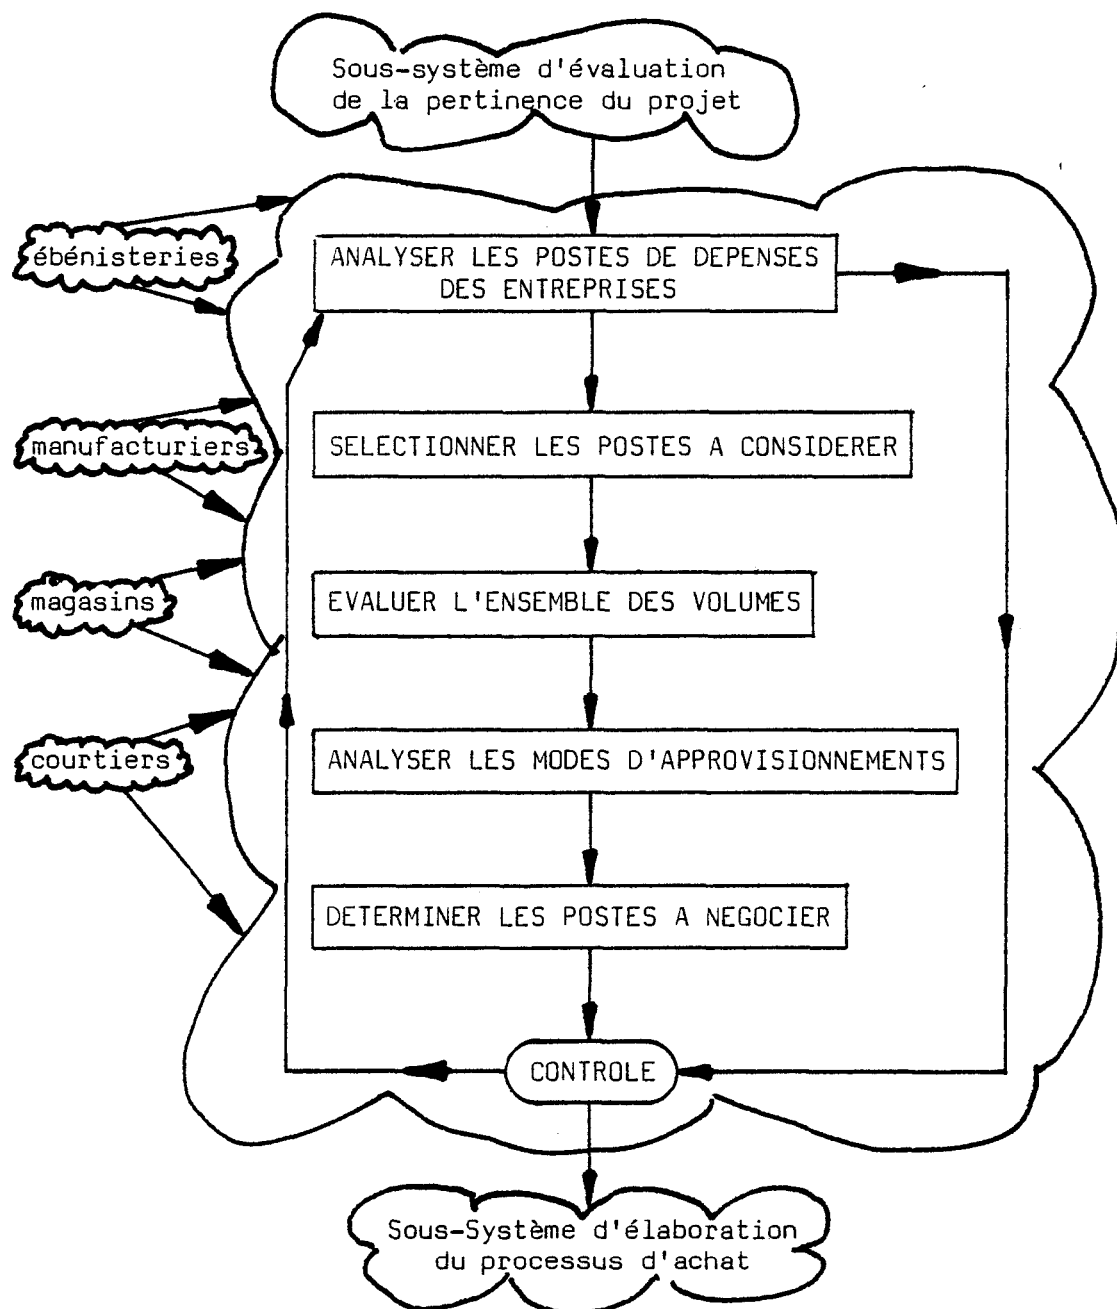 Sous-système d'évaluation
de la pertinence du projet
ébénisteries
ANALYSER LES POSTES DE DEPENSES
DES ENTREPRISES
manufacturiers
SELECTIONNER LES POSTES A CONSIDERER
magasins
EVALUER L'ENSEMBLE DES VOLUMES
courtiers
ANALYSER LES MODES D'APPROVISIONNEMENTS
DETERMINER LES POSTES A NEGOCIER
CONTROLE
Sous-Système d'élaboration
du processus d'achat